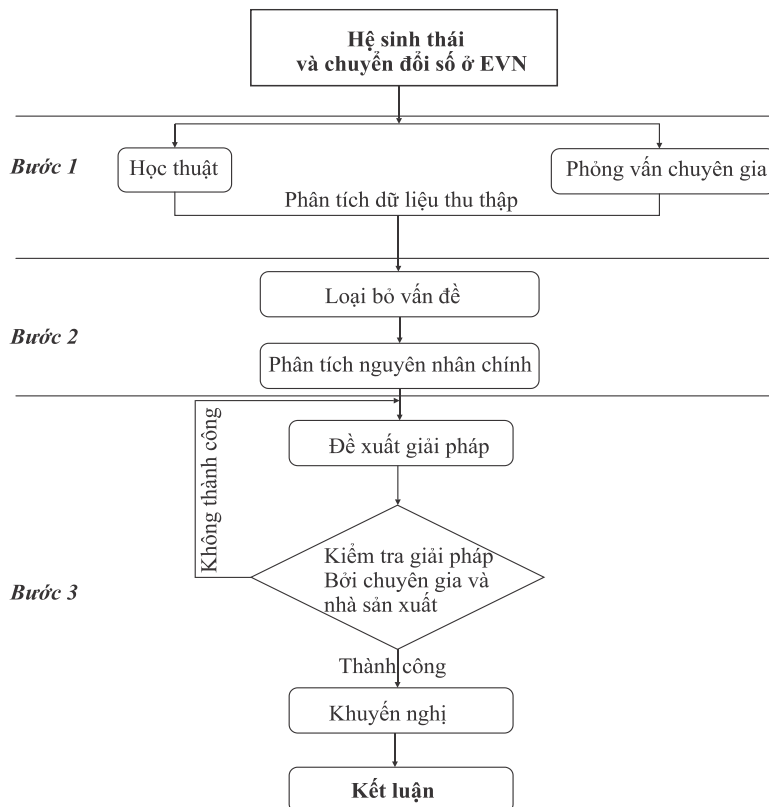 Hệ sinh thái
và chuyển đổi số ở EVN
Bước 1
Học thuật
Phỏng vấn chuyên gia
Phân tích dữ liệu thu thập
Loại bỏ vấn đề
Bước 2
Phân tích nguyên nhân chính
Không thành công
Đề xuất giải pháp
Kiểm tra giải pháp
Bởi chuyên gia và
nhà sản xuất
Bước 3
Thành công
Khuyến nghị
Kết luận